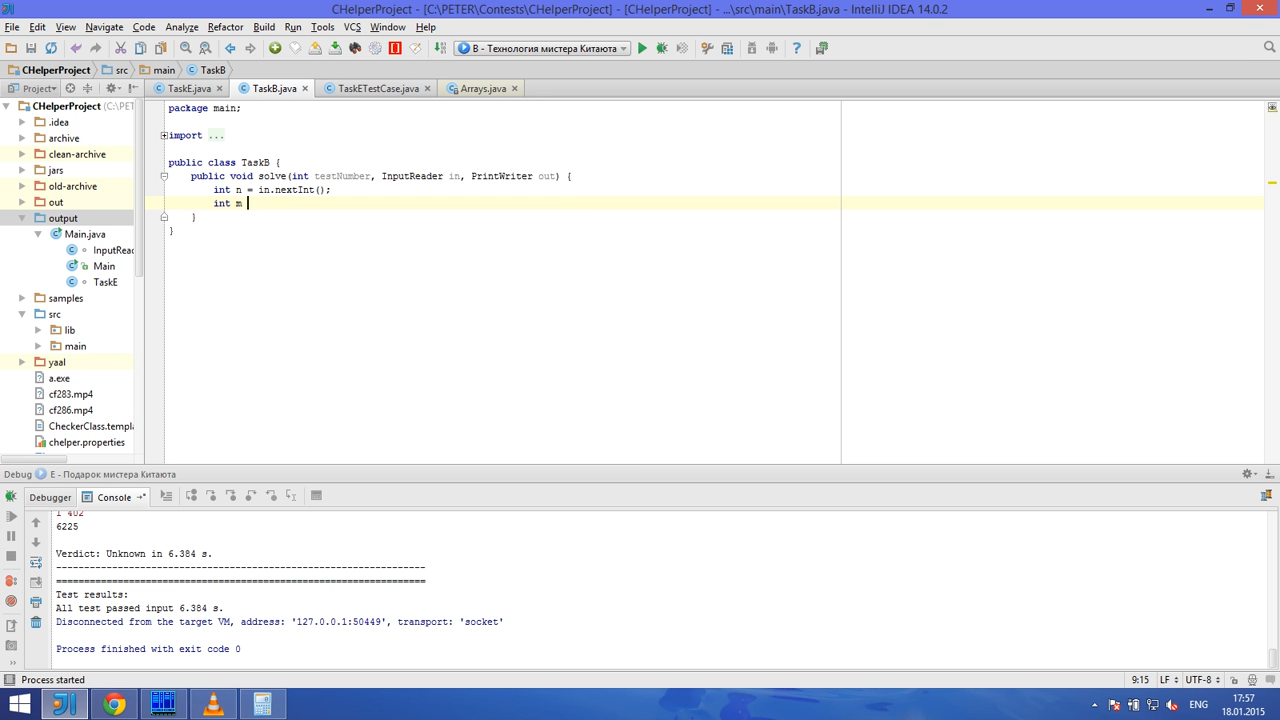 CHelperProject - [C:\PETER\Contests\CHelperProject] - [CHelperProject] - ...\src\main\TaskB.java - IntelliJ IDEA 14.0.2
File Edit View Navigate Code Analyze Refactor Build Run Tools VCS Window Help
B - Технология мистера Китаюта
CHelperProject src main TaskB
Project TaskE.java TaskB.java TaskETestCase.java Arrays.java
CHelperProject (C:\PE
.idea
archive
clean-archive
jars
old-archive
out
output
Main.java
InputRead
Main
TaskE
samples
src
lib
main
yaal
a.exe
cf283.mp4
cf286.mp4
CheckerClass.templ
chelper.properties
package main;
import ...
public class TaskB {
public void solve(int testNumber, InputReader in, PrintWriter out) {
int n = in.nextInt();
int m
}
}
Debug E - Подарок мистера Китаюта
Debugger Console
1 402
6225
Verdict: Unknown in 6.384 s.
------------------------------------------------------------------
==================================================================
Test results:
All test passed input 6.384 s.
Disconnected from the target VM, address: '127.0.0.1:50449', transport: 'socket'
Process finished with exit code 0
Process started 9:15 LF UTF-8
ENG 17:57
18.01.2015